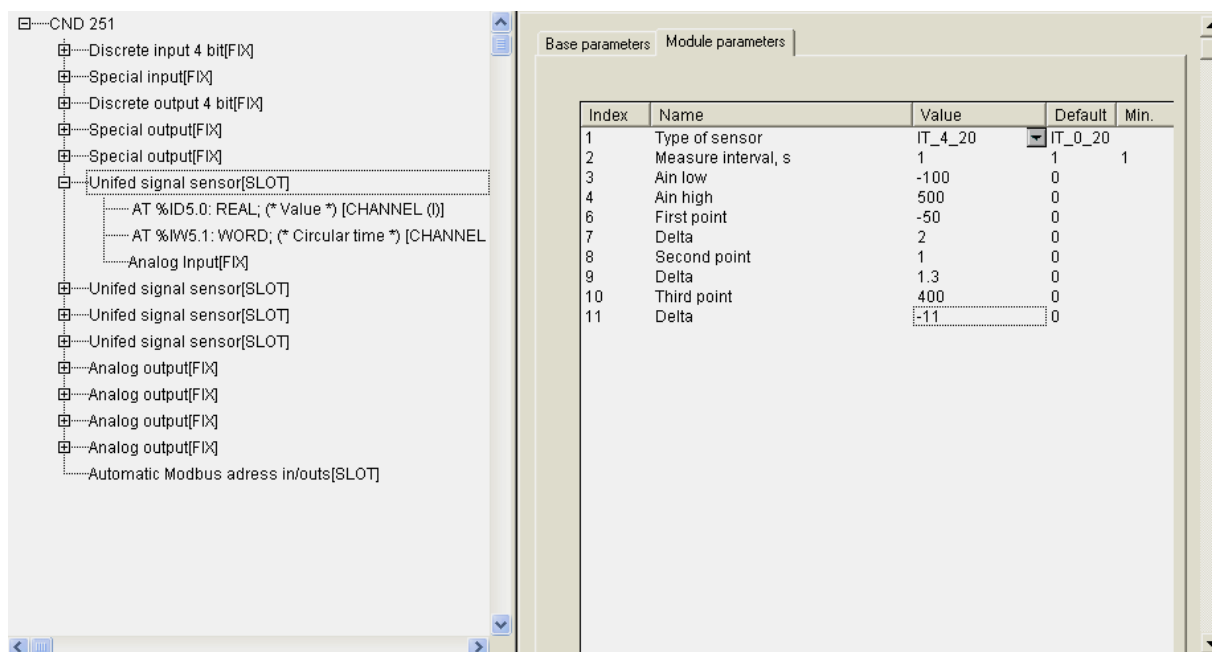 CND 251
Discrete input 4 bit[FIX]
Special input[FIX]
Discrete output 4 bit[FIX]
Special output[FIX]
Special output[FIX]
Unifed signal sensor[SLOT]
AT %ID5.0: REAL; (* Value *) [CHANNEL (I)]
AT %IW5.1: WORD; (* Circular time *) [CHANNEL
Analog Input[FIX]
Unifed signal sensor[SLOT]
Unifed signal sensor[SLOT]
Unifed signal sensor[SLOT]
Analog output[FIX]
Analog output[FIX]
Analog output[FIX]
Analog output[FIX]
Automatic Modbus adress in/outs[SLOT]
Base parameters Module parameters
Index Name Value Default Min.
1 Type of sensor IT_4_20 IT_0_20
2 Measure interval, s 1 1 1
3 Ain low -100 0
4 Ain high 500 0
6 First point -50 0
7 Delta 2 0
8 Second point 1 0
9 Delta 1.3 0
10 Third point 400 0
11 Delta -11 0